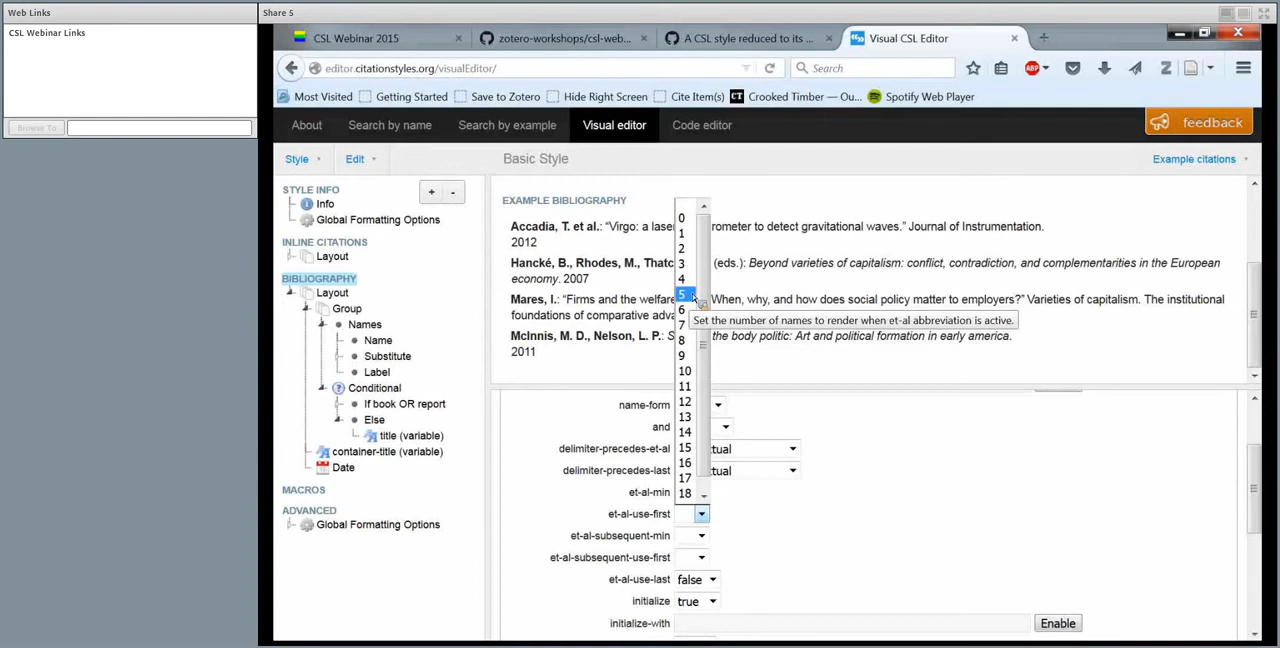 Web Links
CSL Webinar Links
Browse To
Share 5
CSL Webinar 2015
zotero-workshops/csl-web...
A CSL style reduced to its ...
Visual CSL Editor
editor.citationstyles.org/visualEditor/
Search
Most Visited
Getting Started
Save to Zotero
Hide Right Screen
Cite Item(s)
Crooked Timber — Ou...
Spotify Web Player
About
Search by name
Search by example
Visual editor
Code editor
feedback
Style
Edit
Basic Style
Example citations
STYLE INFO
Info
Global Formatting Options
INLINE CITATIONS
Layout
BIBLIOGRAPHY
Layout
Group
Names
Name
Substitute
Label
Conditional
If book OR report
Else
title (variable)
container-title (variable)
Date
MACROS
ADVANCED
Global Formatting Options
EXAMPLE BIBLIOGRAPHY
Accadia, T. et al.: “Virgo: a laser rometer to detect gravitational waves.” Journal of Instrumentation.
2012
Hancké, B., Rhodes, M., Thatc (eds.): Beyond varieties of capitalism: conflict, contradiction, and complementarities in the European
economy. 2007
Mares, I.: “Firms and the welfare When, why, and how does social policy matter to employers?” Varieties of capitalism. The institutional
foundations of comparative adva
McInnis, M. D., Nelson, L. P.: S the body politic: Art and political formation in early america.
2011
0
1
2
3
4
5
6
7
8
9
10
11
12
13
14
15
16
17
18
Set the number of names to render when et-al abbreviation is active.
name-form
and
delimiter-precedes-et-al
tual
delimiter-precedes-last
tual
et-al-min
et-al-use-first
et-al-subsequent-min
et-al-subsequent-use-first
et-al-use-last
false
initialize
true
initialize-with
Enable